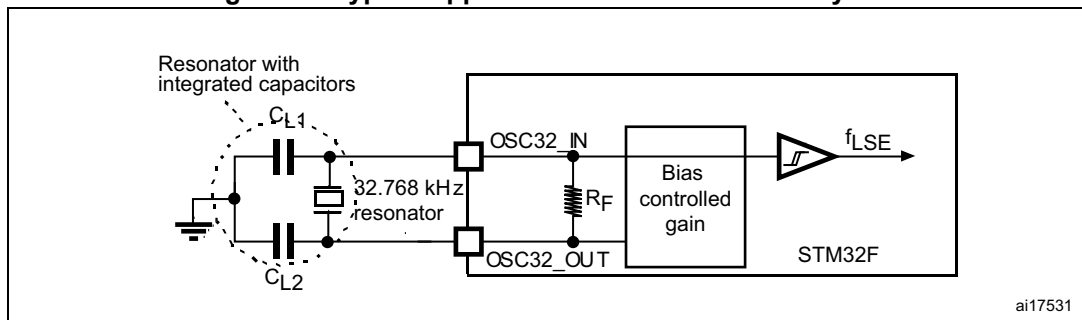 Resonator with
integrated capacitors
CL1
OSC32_IN
fLSE
32.768 kHz
resonator
RF
Bias
controlled
gain
OSC32_OUT
STM32F
CL2
ai17531